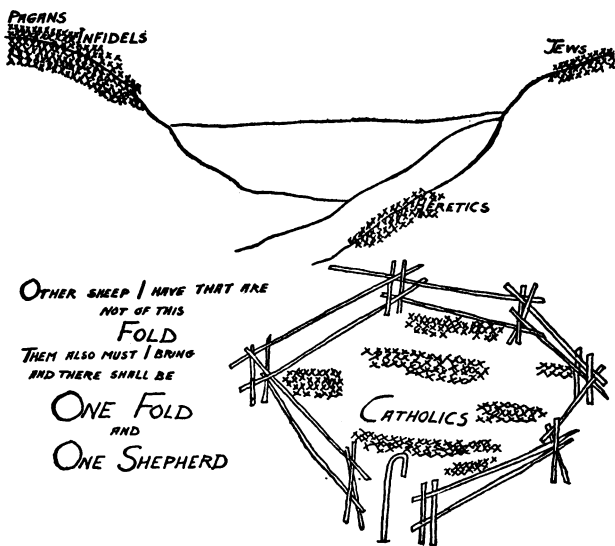 PAGANS
INFIDELS
JEWS
HERETICS
OTHER SHEEP I HAVE THAT ARE
NOT OF THIS
FOLD
THEM ALSO MUST I BRING
AND THERE SHALL BE
ONE FOLD
AND
ONE SHEPHERD
CATHOLICS